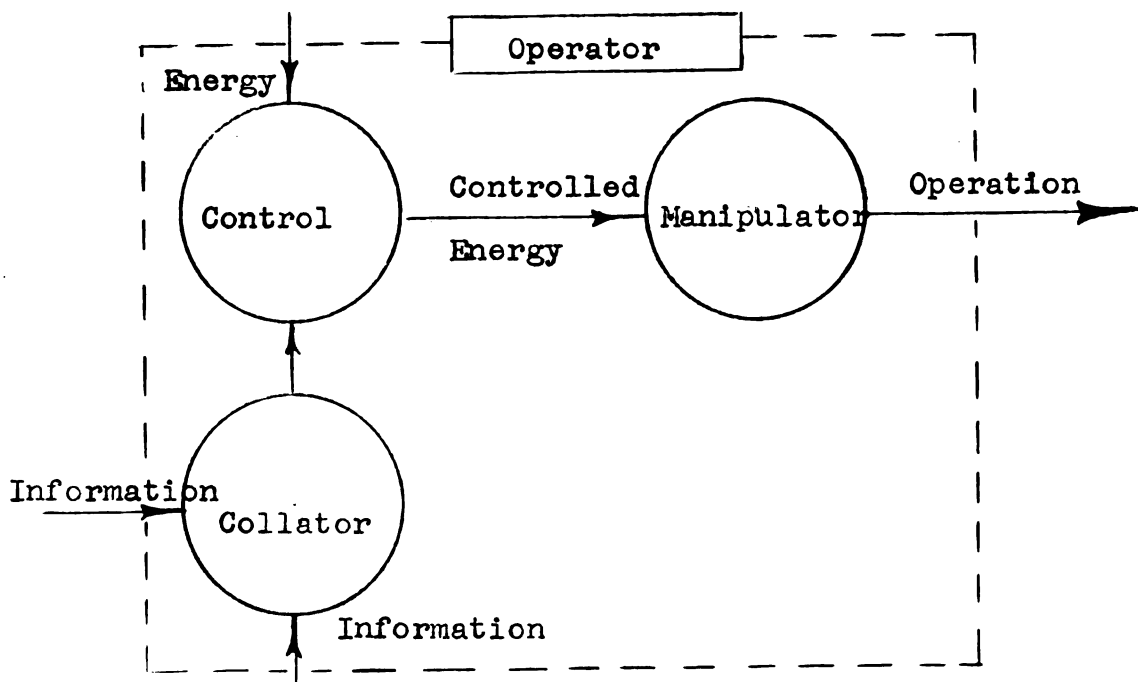 Operator
Energy
Control
Controlled
Energy
Manipulator
Operation
Information
Collator
Information